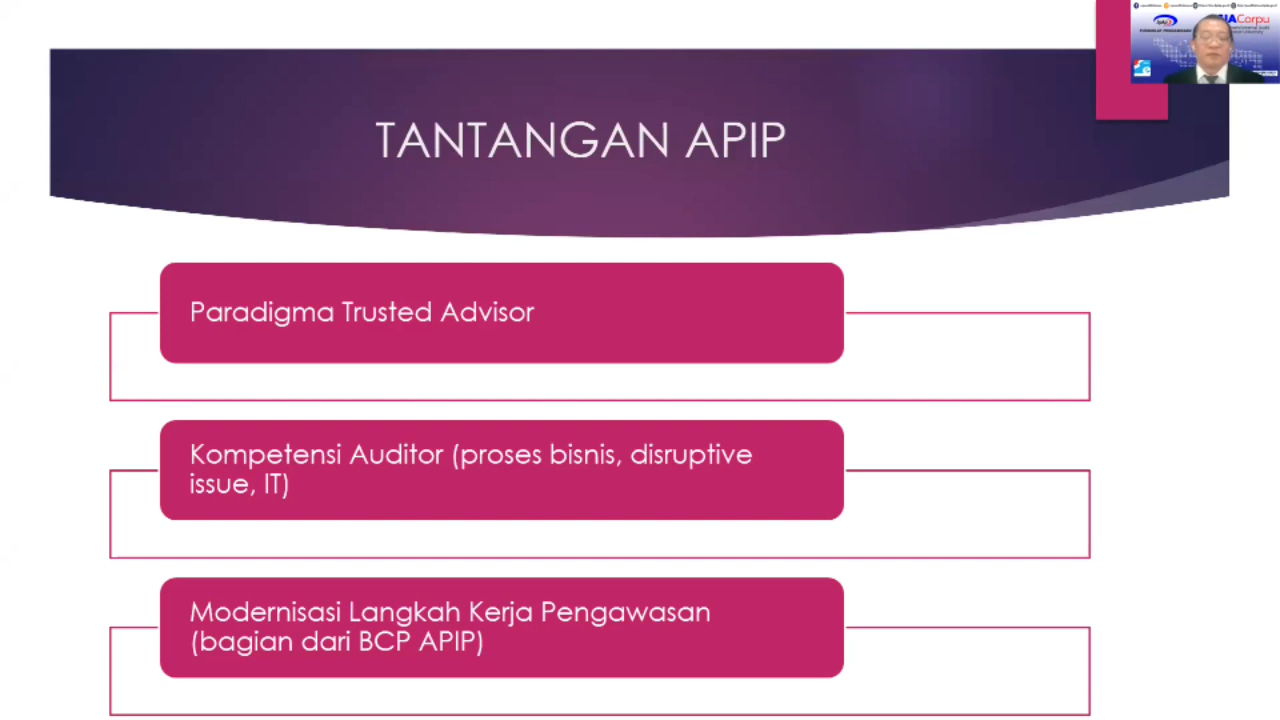 TANTANGAN APIP
Paradigma Trusted Advisor
Kompetensi Auditor (proses bisnis, disruptive
issue, IT)
Modernisasi Langkah Kerja Pengawasan
(bagian dari BCP APIP)
Corpu